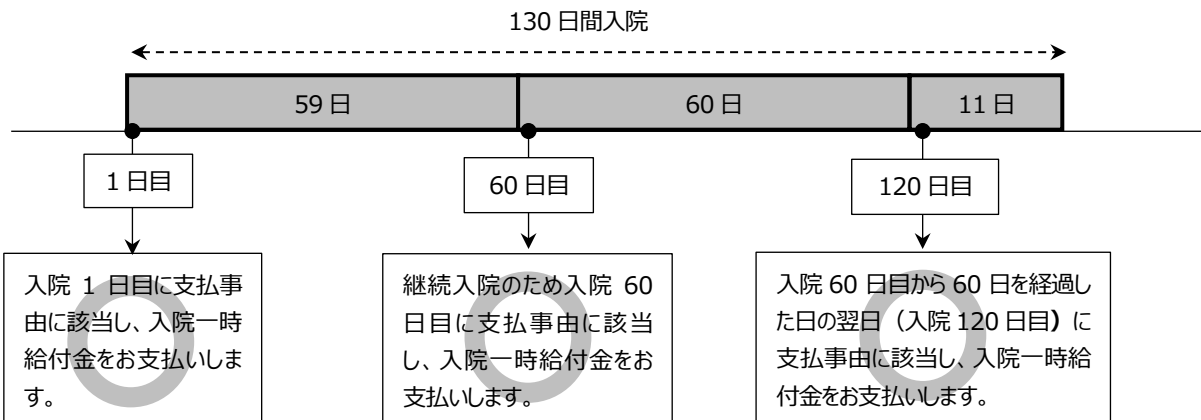 130 日間入院
59 日
60 日
11 日
1 日目
60 日目
120 日目
入院 1 日目に支払事
由に該当し、入院一時
給付金をお支払いしま
す。
継続入院のため入院 60
日目に支払事由に該当
し、入院一時給付金をお
支払いします。
入院 60 日目から 60 日を経過し
た日の翌日（入院 120 日目）に
支払事由に該当し、入院一時給
付金をお支払いします。